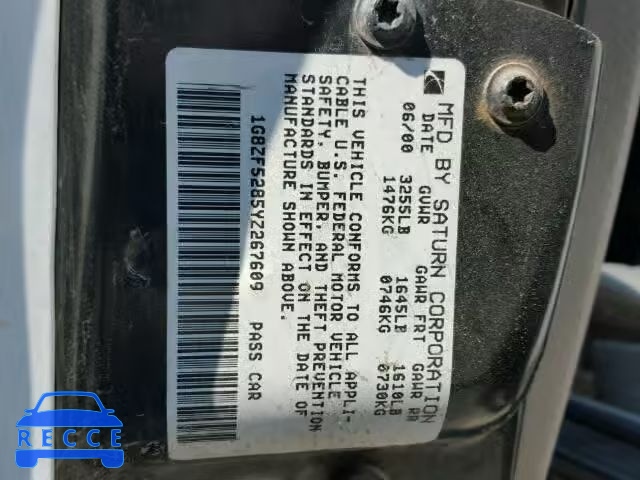 MFD BY SATURN CORPORATION
DATE GVWR GAWR FRT GAWR RR
06/00 3255LB 1645LB 1610LB
1476KG 0746KG 0730KG
THIS VEHICLE CONFORMS TO ALL APPLI-
CABLE U.S. FEDERAL MOTOR VEHICLE
SAFETY, BUMPER, AND THEFT PREVENTION
STANDARDS IN EFFECT ON THE DATE OF
MANUFACTURE SHOWN ABOVE.
1G8ZF5285YZ267609 PASS CAR
RECCE